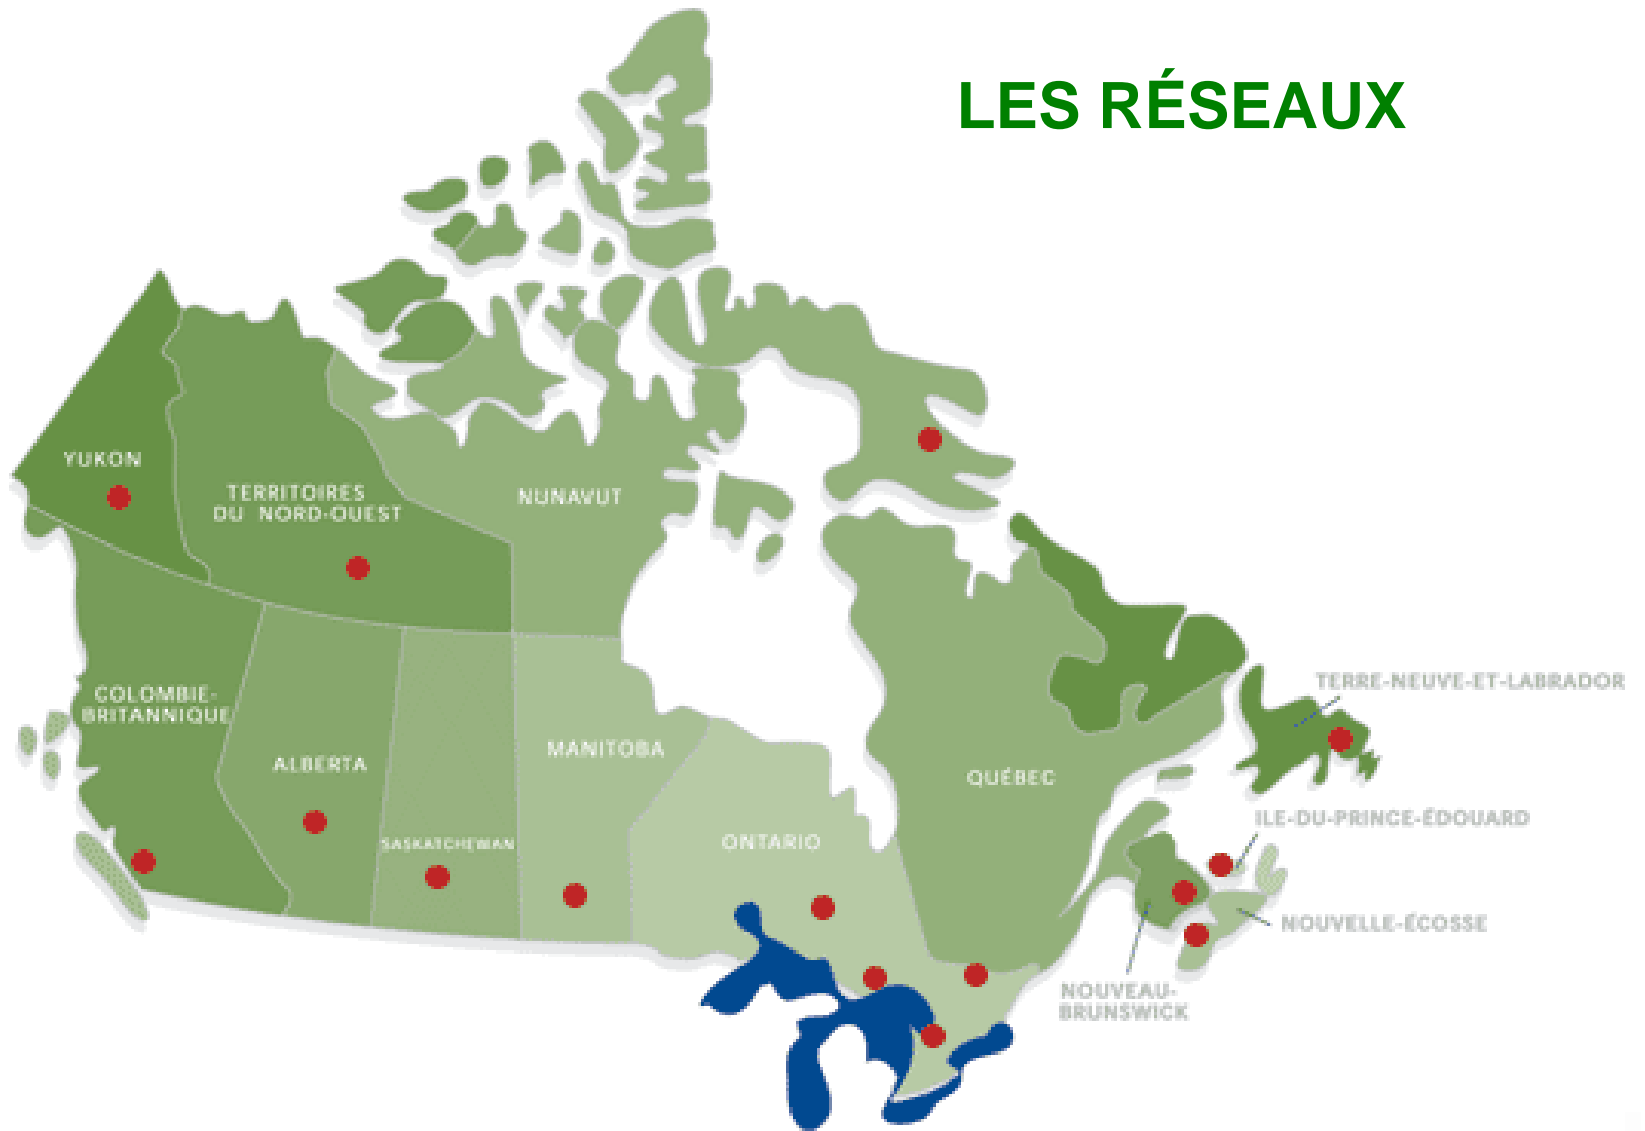 LES RÉSEAUX
YUKON
TERRITOIRES
DU NORD-OUEST
NUNAVUT
TERRE-NEUVE-ET-LABRADOR
COLOMBIE-
BRITANNIQUE
ALBERTA
MANITOBA
QUÉBEC
ILE-DU-PRINCE-ÉDOUARD
SASKATCHEWAN
ONTARIO
NOUVELLE-ÉCOSSE
NOUVEAU-
BRUNSWICK